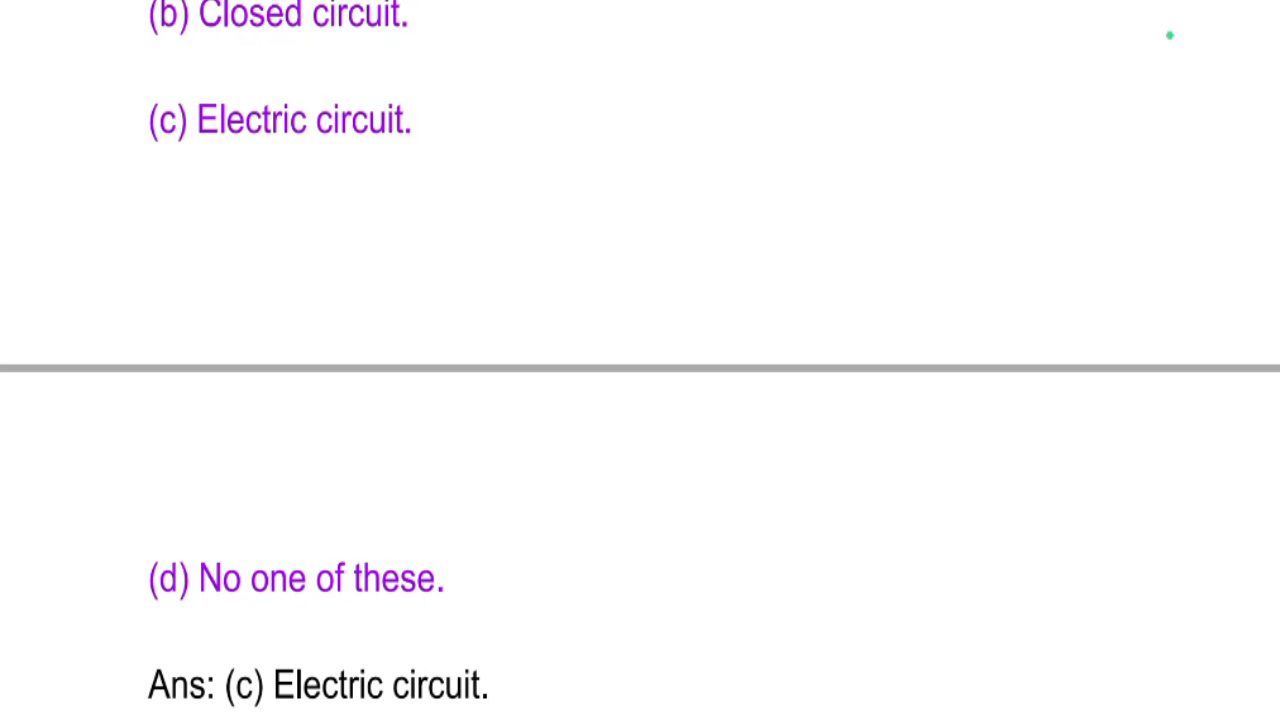 (b) Closed circuit.
(c) Electric circuit.
(d) No one of these.
Ans: (c) Electric circuit.